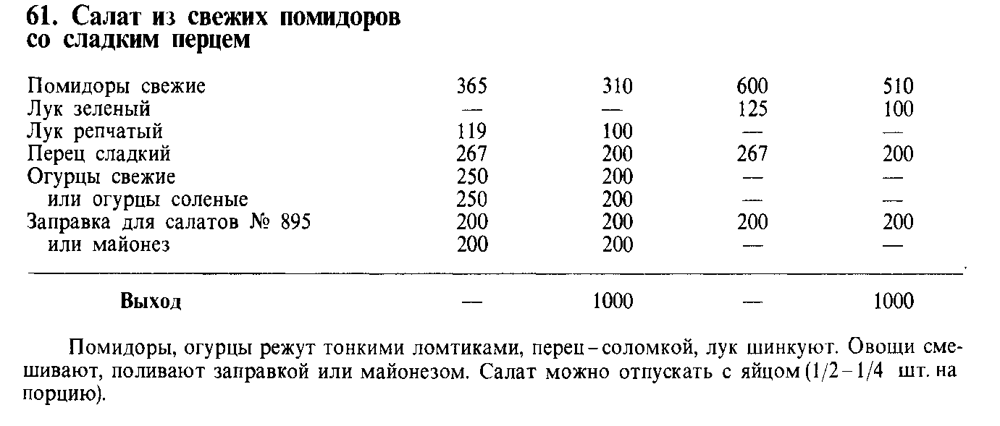 61. Салат из свежих помидоров
со сладким перцем
Помидоры свежие 365 310 600 510
Лук зеленый — — 125 100
Лук репчатый 119 100 — —
Перец сладкий 267 200 267 200
Огурцы свежие 250 200 — —
или огурцы соленые 250 200 — —
Заправка для салатов № 895 200 200 200 200
или майонез 200 200 — —
Выход — 1000 — 1000
Помидоры, огурцы режут тонкими ломтиками, перец–соломкой, лук шинкуют. Овощи сме-
шивают, поливают заправкой или майонезом. Салат можно отпускать с яйцом (1/2–1/4 шт. на
порцию).